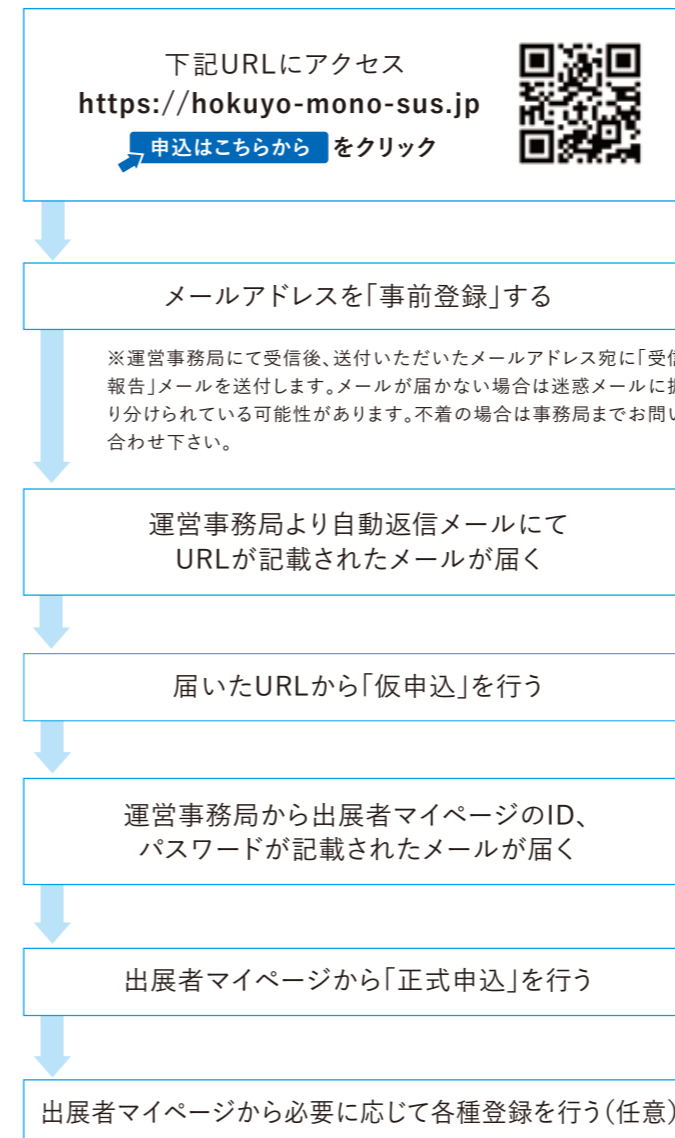 下記URLにアクセス
https://hokuyo-mono-sus.jp
申込はこちらから をクリック
メールアドレスを「事前登録」する
※運営事務局にて受信後、送付いただいたメールアドレス宛に「受信
報告」メールを送付します。メールが届かない場合は迷惑メールに振
り分けられている可能性があります。不着の場合は事務局までお問い
合わせ下さい。
運営事務局より自動返信メールにて
URLが記載されたメールが届く
届いたURLから「仮申込」を行う
運営事務局から出展者マイページのID、
パスワードが記載されたメールが届く
出展者マイページから「正式申込」を行う
出展者マイページから必要に応じて各種登録を行う(任意)